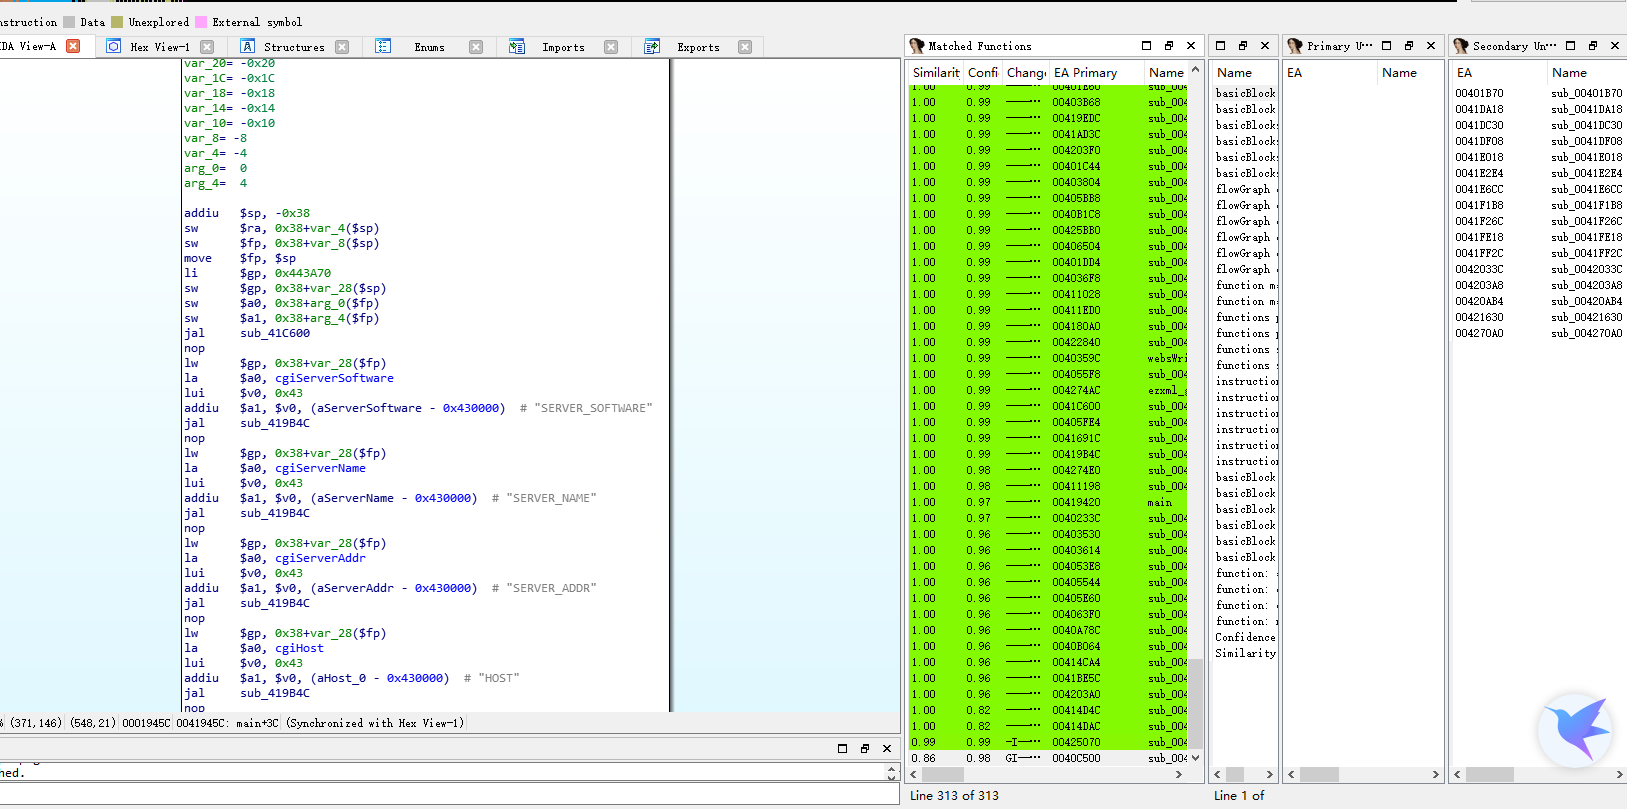 nstruction Data Unexplored External symbol
IDA View-A Hex View-1 Structures Enums Imports Exports
var_20= -0x20
var_1C= -0x1C
var_18= -0x18
var_14= -0x14
var_10= -0x10
var_8= -8
var_4= -4
arg_0= 0
arg_4= 4
addiu $sp, -0x38
sw $ra, 0x38+var_4($sp)
sw $fp, 0x38+var_8($sp)
move $fp, $sp
li $gp, 0x443A70
sw $gp, 0x38+var_28($sp)
sw $a0, 0x38+arg_0($fp)
sw $a1, 0x38+arg_4($fp)
jal sub_41C600
nop
lw $gp, 0x38+var_28($fp)
la $a0, cgiServerSoftware
lui $v0, 0x43
addiu $a1, $v0, (aServerSoftware - 0x430000) # "SERVER_SOFTWARE"
jal sub_419B4C
nop
lw $gp, 0x38+var_28($fp)
la $a0, cgiServerName
lui $v0, 0x43
addiu $a1, $v0, (aServerName - 0x430000) # "SERVER_NAME"
jal sub_419B4C
nop
lw $gp, 0x38+var_28($fp)
la $a0, cgiServerAddr
lui $v0, 0x43
addiu $a1, $v0, (aServerAddr - 0x430000) # "SERVER_ADDR"
jal sub_419B4C
nop
lw $gp, 0x38+var_28($fp)
la $a0, cgiHost
lui $v0, 0x43
addiu $a1, $v0, (aHost_0 - 0x430000) # "HOST"
jal sub_419B4C
nop
% (371,146) (548,21) 0001945C 0041945C: main+3C (Synchronized with Hex View-1)
ned.
Matched Functions
Similarit Confi Change EA Primary Name
1.00 0.99 00401E60 sub_004
1.00 0.99 00403B68 sub_004
1.00 0.99 00419EDC sub_004
1.00 0.99 0041AD3C sub_004
1.00 0.99 004203F0 sub_004
1.00 0.99 00401C44 sub_004
1.00 0.99 00403804 sub_004
1.00 0.99 00405BB8 sub_004
1.00 0.99 0040B1C8 sub_004
1.00 0.99 00425BB0 sub_004
1.00 0.99 00406504 sub_004
1.00 0.99 00401DD4 sub_004
1.00 0.99 004036F8 sub_004
1.00 0.99 00411028 sub_004
1.00 0.99 00411ED0 sub_004
1.00 0.99 004180A0 sub_004
1.00 0.99 00422840 sub_004
1.00 0.99 0040359C websWri
1.00 0.99 004055F8 sub_004
1.00 0.99 004274AC ezxml_s
1.00 0.99 0041C600 sub_004
1.00 0.99 00405FE4 sub_004
1.00 0.99 0041691C sub_004
1.00 0.99 00419B4C sub_004
1.00 0.98 004274E0 sub_004
1.00 0.98 00411198 sub_004
1.00 0.97 00419420 main
1.00 0.97 0040233C sub_004
1.00 0.96 00403530 sub_004
1.00 0.96 00403614 sub_004
1.00 0.96 004053E8 sub_004
1.00 0.96 00405544 sub_004
1.00 0.96 00405E60 sub_004
1.00 0.96 004063F0 sub_004
1.00 0.96 0040A78C sub_004
1.00 0.96 0040B064 sub_004
1.00 0.96 00414CA4 sub_004
1.00 0.96 0041BE5C sub_004
1.00 0.96 004203A0 sub_004
1.00 0.82 00414D4C sub_004
1.00 0.82 00414DAC sub_004
0.99 0.99 -I-----··· 00425070 sub_004
0.86 0.98 GI-----··· 0040C500 sub_004
Line 313 of 313
Name
basicBlock
basicBlock
basicBlocks
basicBlocks
basicBlocks
basicBlocks
flowGraph
flowGraph
flowGraph
flowGraph
flowGraph
flowGraph
function m
function m
functions
functions
functions
functions
instruction
instruction
instruction
instruction
instruction
instruction
basicBlock
basicBlock
basicBlock
basicBlock
basicBlock
basicBlock
function:
function:
function:
function:
Confidence
Similarity
Line 1 of
Primary U···
EA Name
Secondary Un···
EA Name
00401B70 sub_00401B70
0041DA18 sub_0041DA18
0041DC30 sub_0041DC30
0041DF08 sub_0041DF08
0041E018 sub_0041E018
0041E2E4 sub_0041E2E4
0041E6CC sub_0041E6CC
0041F1B8 sub_0041F1B8
0041F26C sub_0041F26C
0041FE18 sub_0041FE18
0041FF2C sub_0041FF2C
0042033C sub_0042033C
004203A8 sub_004203A8
00420AB4 sub_00420AB4
00421630 sub_00421630
004270A0 sub_004270A0